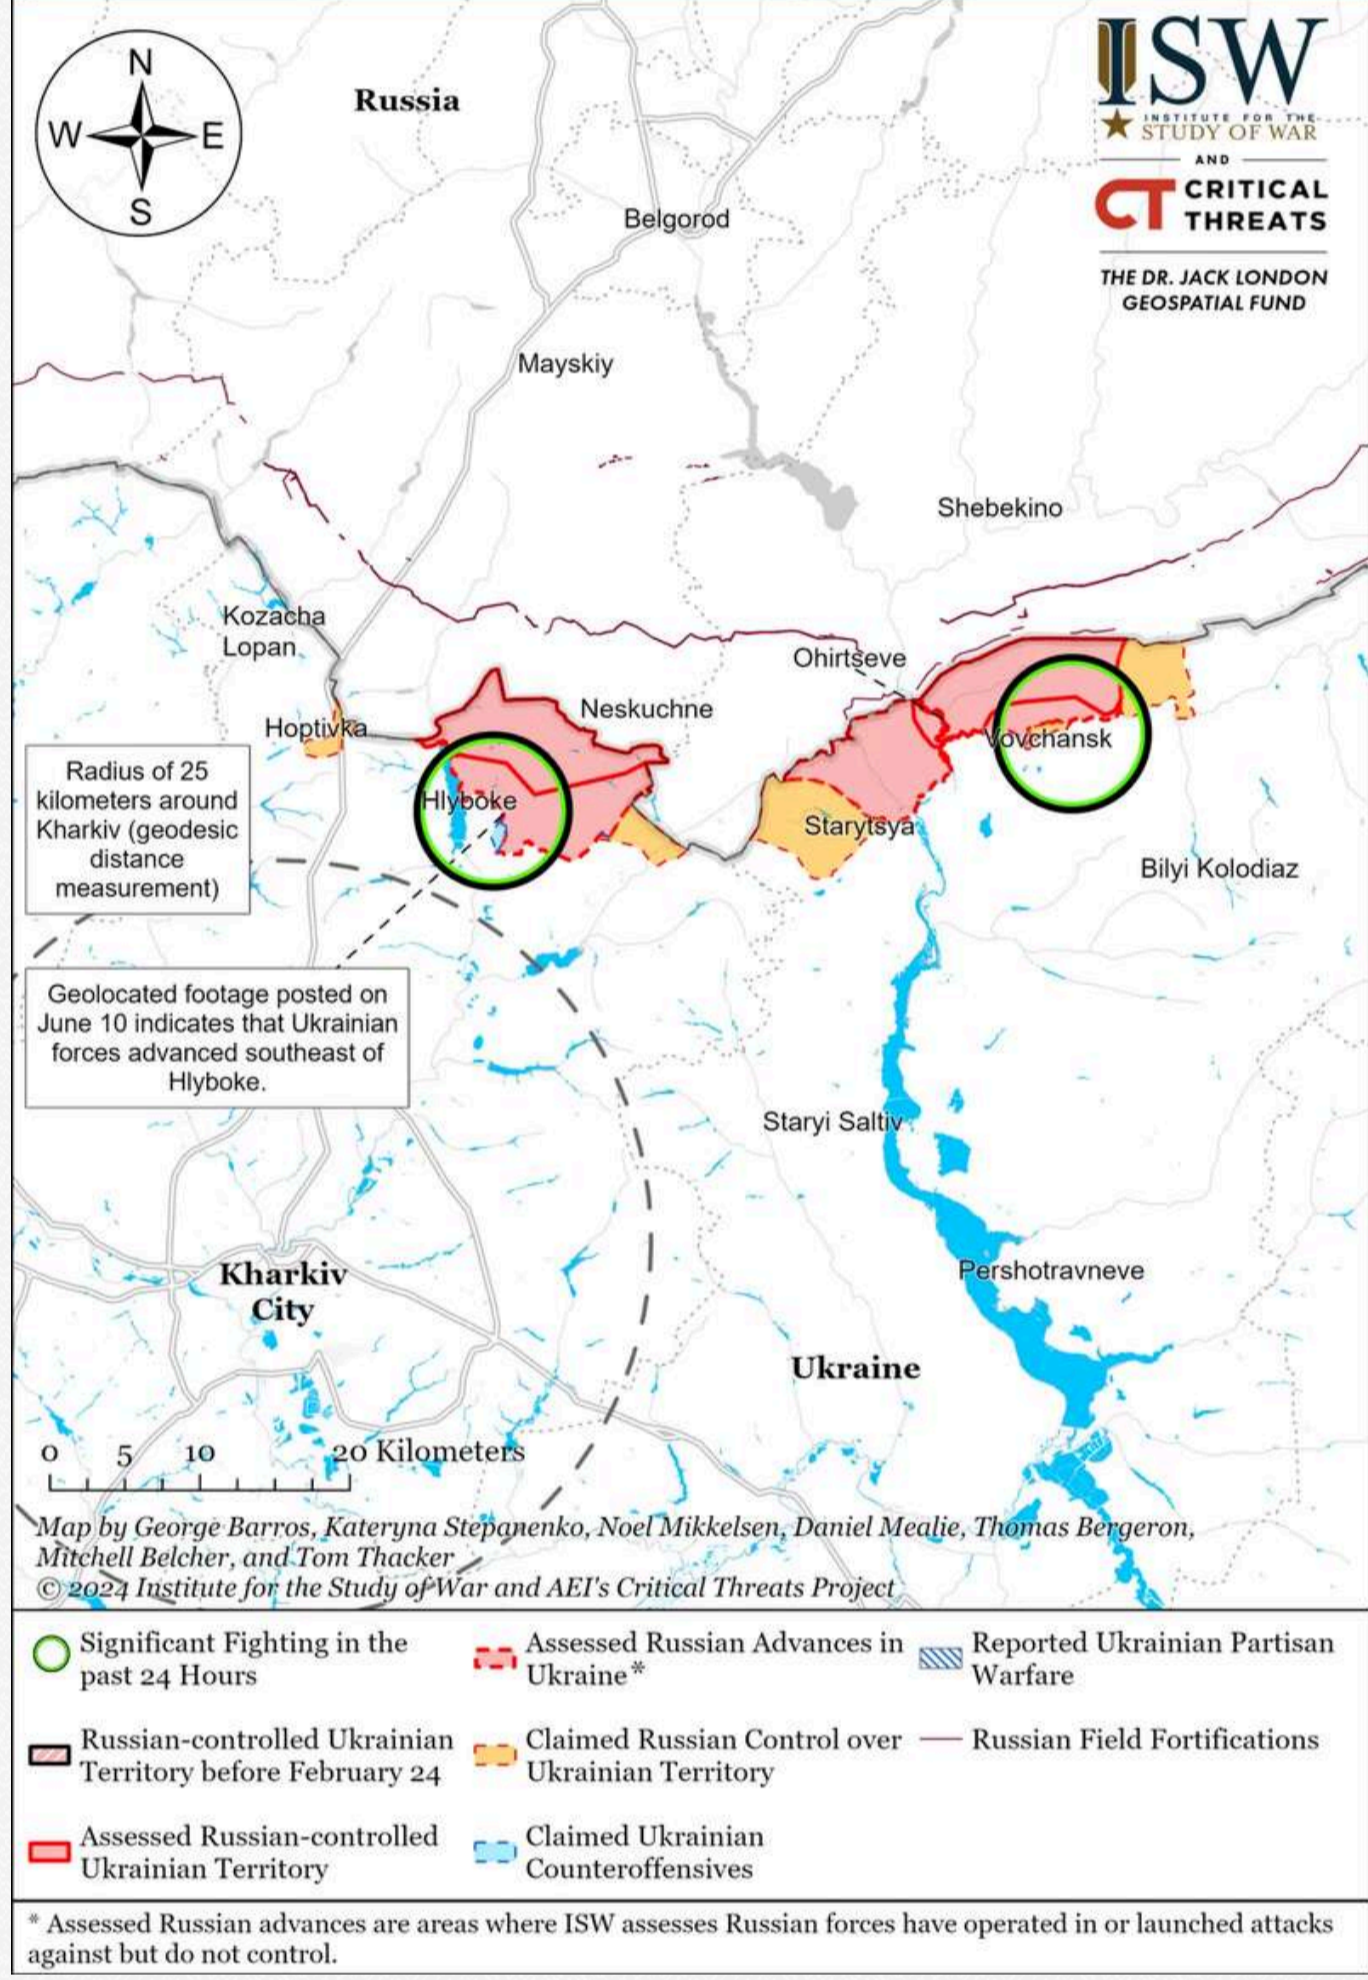 N
W
E
S
Russia
ISW
INSTITUTE FOR THE
STUDY OF WAR
AND
CT CRITICAL
THREATS
THE DR. JACK LONDON
GEOSPATIAL FUND
Belgorod
Mayskiy
Shebekino
Kozacha
Lopan
Ohirtseve
Neskuchne
Hoptivka
Vovchansk
Radius of 25
kilometers around
Kharkiv (geodesic
distance
measurement)
Hlyboke
Starytsya
Bilyi Kolodiaz
Geolocated footage posted on
June 10 indicates that Ukrainian
forces advanced southeast of
Hlyboke.
Staryi Saltiv
Kharkiv
City
Pershotravneve
Ukraine
0 5 10 20 Kilometers
Map by George Barros, Kateryna Stepanenko, Noel Mikkelsen, Daniel Mealie, Thomas Bergeron,
Mitchell Belcher, and Tom Thacker
© 2024 Institute for the Study of War and AEI's Critical Threats Project
Significant Fighting in the
past 24 Hours
Assessed Russian Advances in
Ukraine*
Reported Ukrainian Partisan
Warfare
Russian-controlled Ukrainian
Territory before February 24
Claimed Russian Control over
Ukrainian Territory
Russian Field Fortifications
Assessed Russian-controlled
Ukrainian Territory
Claimed Ukrainian
Counteroffensives
* Assessed Russian advances are areas where ISW assesses Russian forces have operated in or launched attacks
against but do not control.